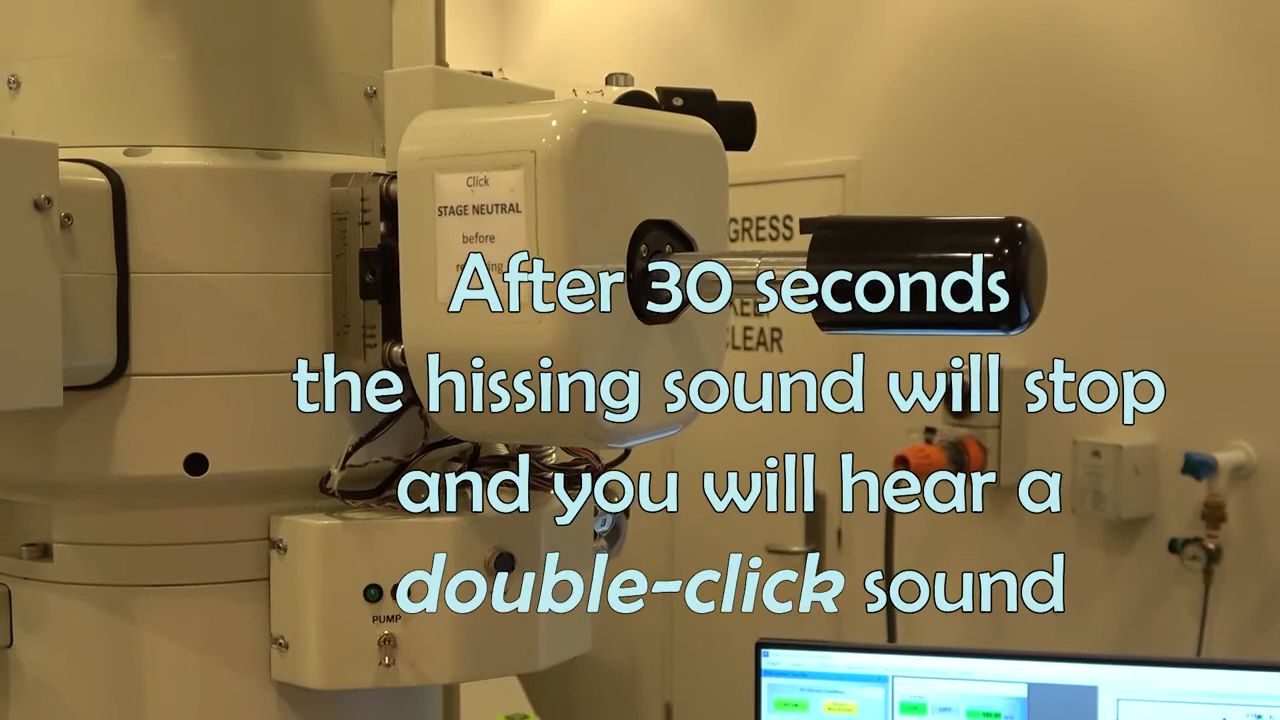 Click
STAGE NEUTRAL
before
GRESS
CLEAR
After 30 seconds
the hissing sound will stop
and you will hear a
double-click sound
PUMP